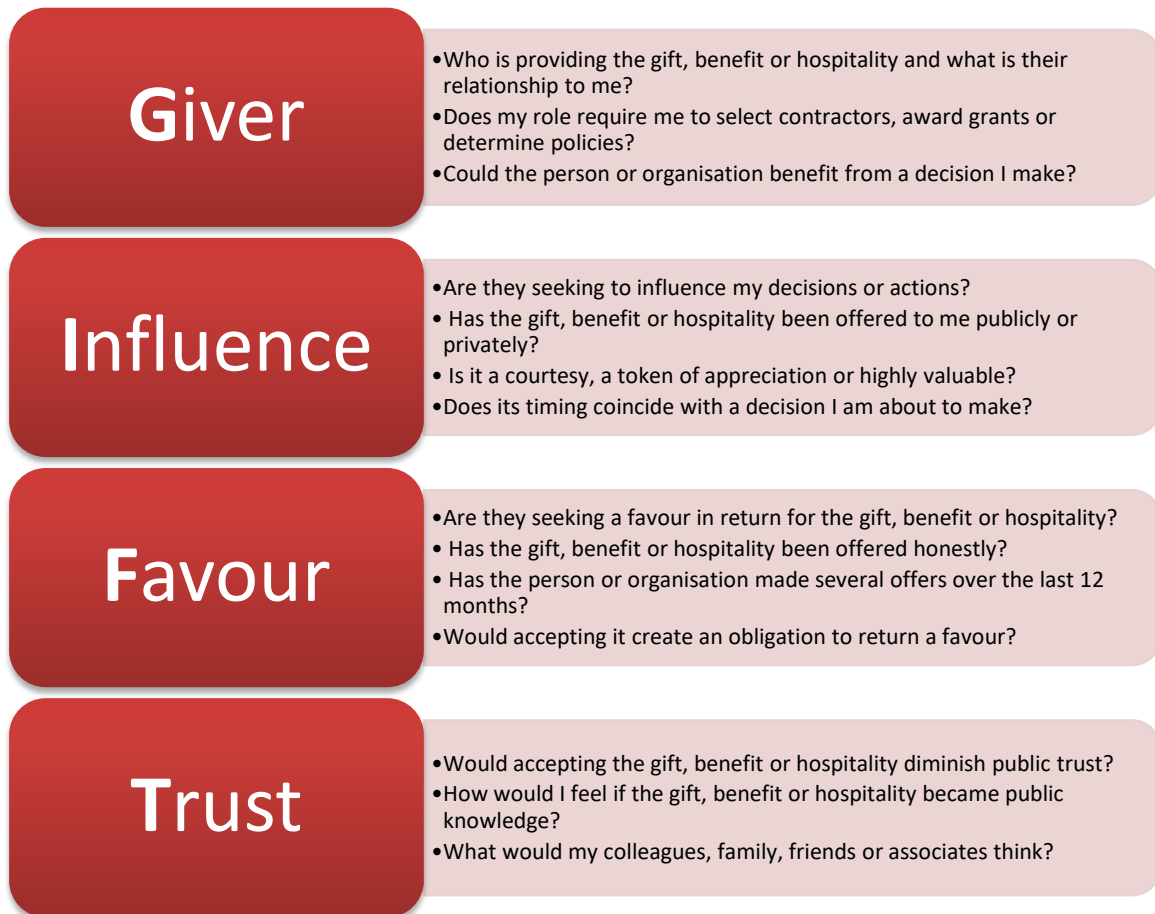 Giver
•Who is providing the gift, benefit or hospitality and what is their
relationship to me?
•Does my role require me to select contractors, award grants or
determine policies?
•Could the person or organisation benefit from a decision I make?
Influence
•Are they seeking to influence my decisions or actions?
• Has the gift, benefit or hospitality been offered to me publicly or
privately?
• Is it a courtesy, a token of appreciation or highly valuable?
•Does its timing coincide with a decision I am about to make?
Favour
•Are they seeking a favour in return for the gift, benefit or hospitality?
• Has the gift, benefit or hospitality been offered honestly?
• Has the person or organisation made several offers over the last 12
months?
•Would accepting it create an obligation to return a favour?
Trust
•Would accepting the gift, benefit or hospitality diminish public trust?
•How would I feel if the gift, benefit or hospitality became public
knowledge?
•What would my colleagues, family, friends or associates think?